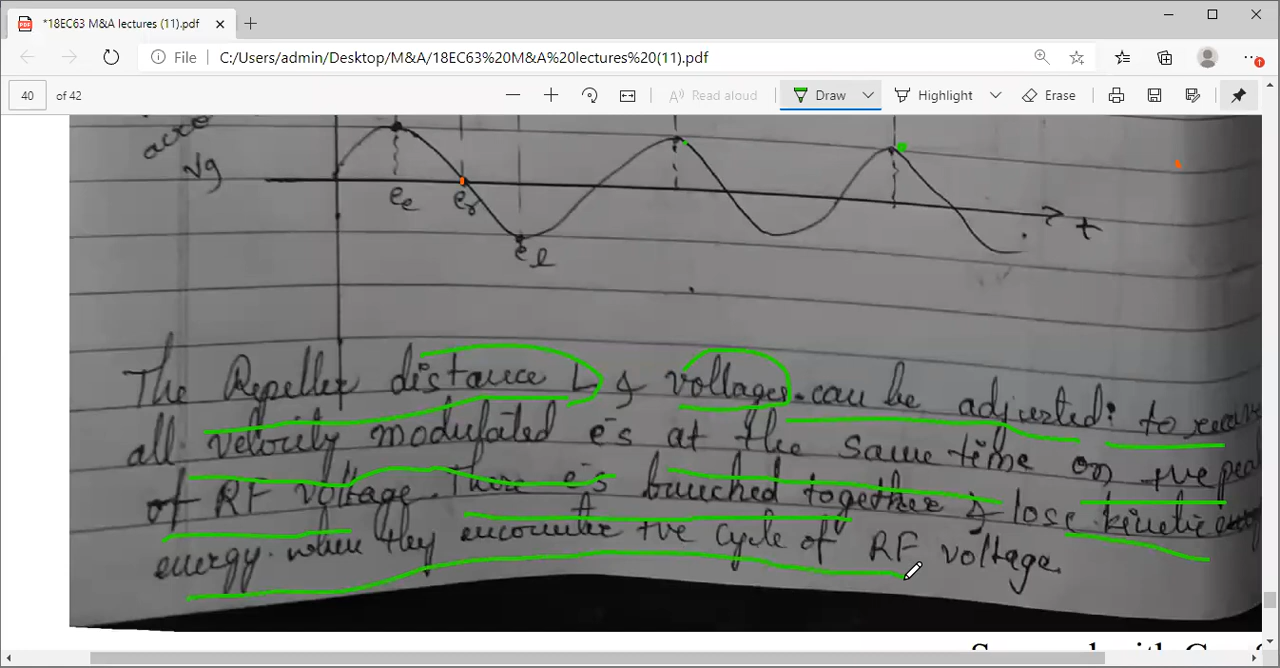 *18EC63 M&A lectures (11).pdf
File C:/Users/admin/Desktop/M&A/18EC63%20M&A%20lectures%20(11).pdf
40 of 42 Read aloud Draw Highlight Erase
Vg
ee er
el t
The Repeller distance L & voltages can be adjusted: to
all velocity modulated e-s at the same time on +ve
of RF voltage. These e-s bunched together & lose kinetic
energy. when they encounter +ve cycle of RF voltage.